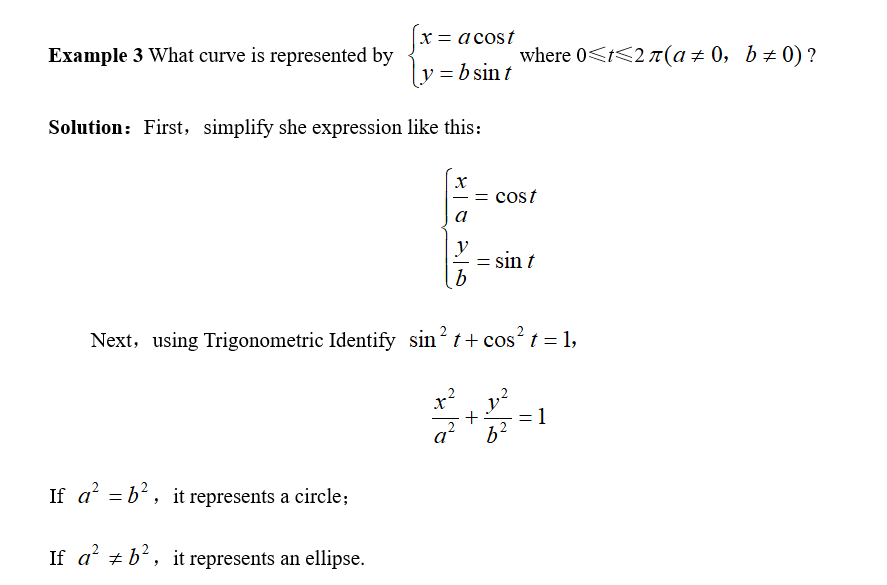 Example 3 What curve is represented by { x = a cos t, y = b sin t where 0≤t≤2π(a ≠ 0, b ≠ 0)?
Solution: First, simplify she expression like this:
{ x/a = cos t
y/b = sin t
Next, using Trigonometric Identify sin² t + cos² t = 1,
x²/a² + y²/b² = 1
If a² = b², it represents a circle;
If a² ≠ b², it represents an ellipse.